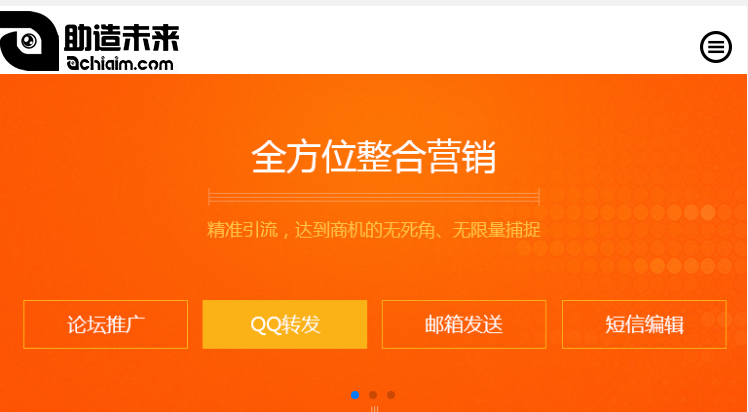 助造未来
achiaim.com
全方位整合营销
精准引流，达到商机的无死角、无限量捕捉
论坛推广
QQ转发
邮箱发送
短信编辑